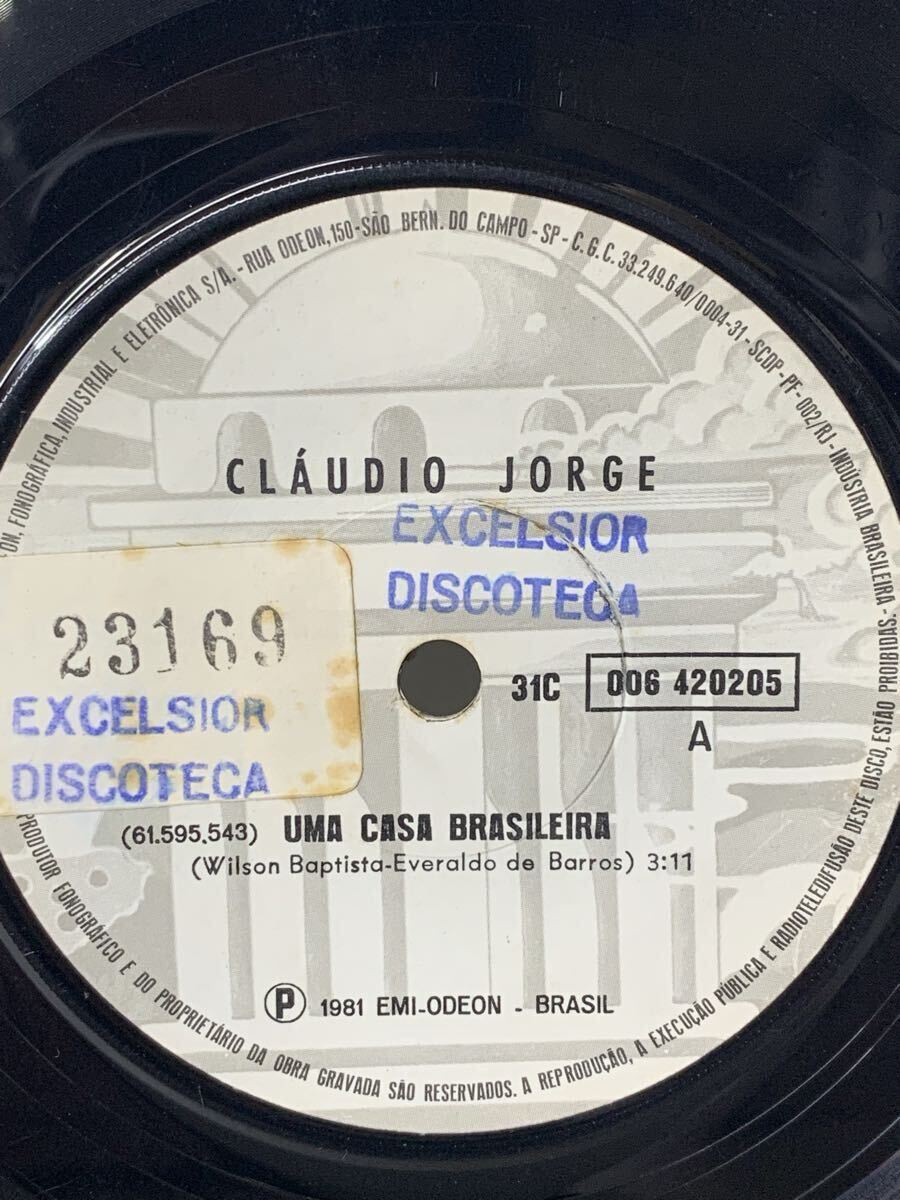 ON, FONOGRÁFICA, INDUSTRIAL E ELETRÔNICA S/A. - RUA ODEON, 150 - SÃO BERN. DO CAMPO - SP - C.G.C. 33.249.640/0004-31 - SCDP-PF-002/RJ - INDÚSTRIA BRASILEIRA -
CLÁUDIO JORGE
EXCELSIOR
DISCOTECA
23169
EXCELSIOR
DISCOTECA
31C 006 420205
A
(61.595.543) UMA CASA BRASILEIRA
(Wilson Baptista-Everaldo de Barros) 3:11
Ⓟ 1981 EMI-ODEON - BRASIL
PRODUTOR FONOGRÁFICO E DO PROPRIETÁRIO DA OBRA GRAVADA SÃO RESERVADOS. A REPRODUÇÃO, A EXECUÇÃO PÚBLICA E RADIOTELEDIFUSÃO DESTE DISCO, ESTÃO PROIBIDAS.